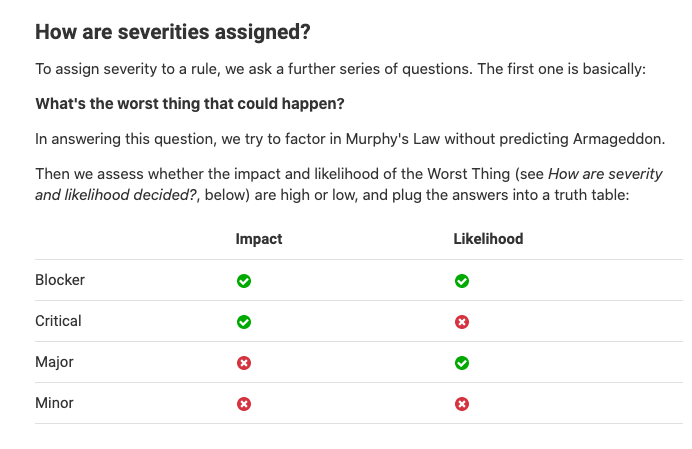 How are severities assigned?
To assign severity to a rule, we ask a further series of questions. The first one is basically:
What's the worst thing that could happen?
In answering this question, we try to factor in Murphy's Law without predicting Armageddon.
Then we assess whether the impact and likelihood of the Worst Thing (see How are severity
and likelihood decided?, below) are high or low, and plug the answers into a truth table:
Impact Likelihood
Blocker
Critical
Major
Minor